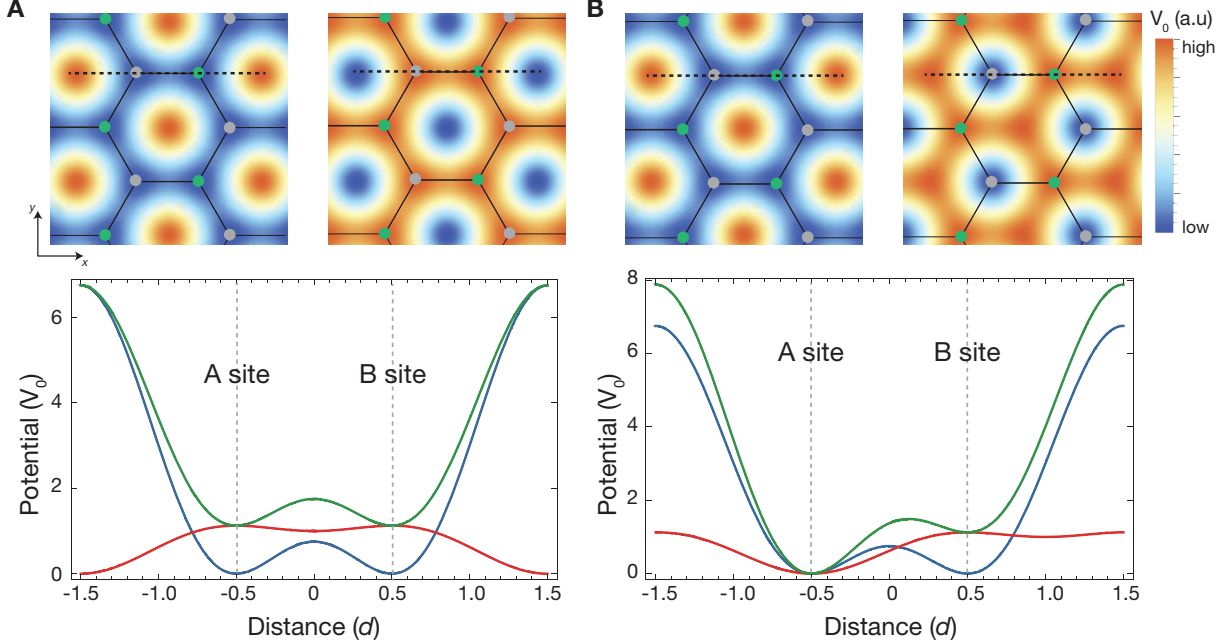 A
B
V₀ (a.u)
high
low
y
x
Potential (V₀)
6
4
2
0
A site
B site
-1.5
-1.0
-0.5
0
0.5
1.0
1.5
Distance (d)
Potential (V₀)
8
6
4
2
0
A site
B site
-1.5
-1.0
-0.5
0
0.5
1.0
1.5
Distance (d)